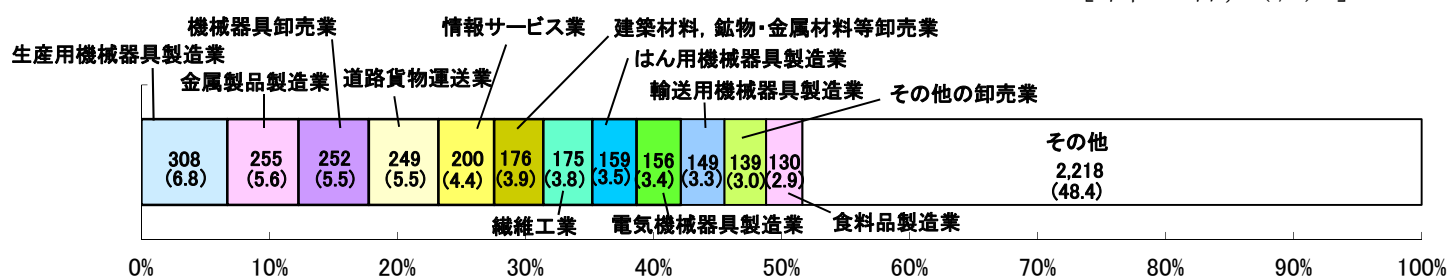 機械器具卸売業
情報サービス業
建築材料，鉱物・金属材料等卸売業
生産用機械器具製造業
はん用機械器具製造業
金属製品製造業
道路貨物運送業
輸送用機械器具製造業
その他の卸売業
308
(6.8)
255
(5.6)
252
(5.5)
249
(5.5)
200
(4.4)
176
(3.9)
175
(3.8)
159
(3.5)
156
(3.4)
149
(3.3)
139
(3.0)
130
(2.9)
その他
2,218
(48.4)
繊維工業
電気機械器具製造業
食料品製造業
0% 10% 20% 30% 40% 50% 60% 70% 80% 90% 100%